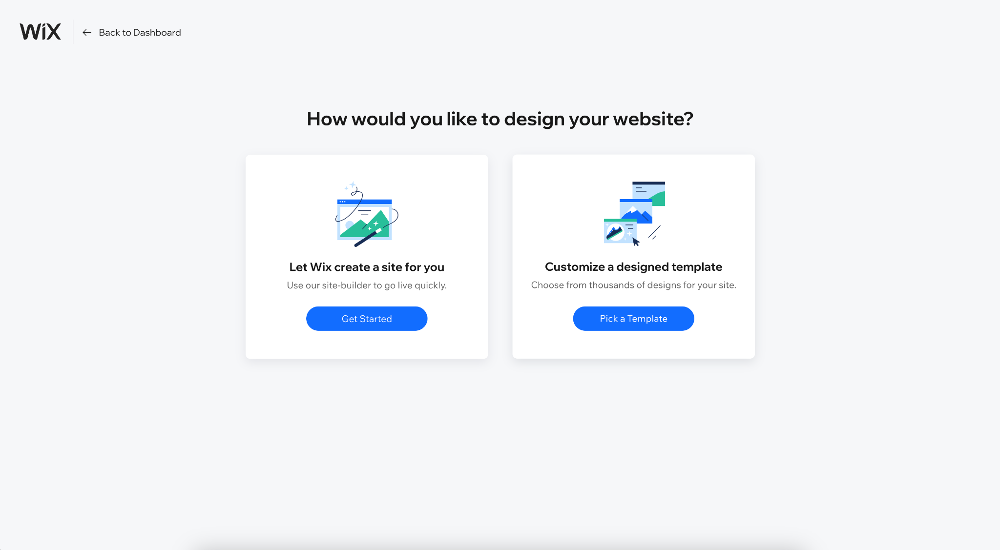 WiX
Back to Dashboard
How would you like to design your website?
Let Wix create a site for you
Use our site-builder to go live quickly.
Get Started
Customize a designed template
Choose from thousands of designs for your site.
Pick a Template